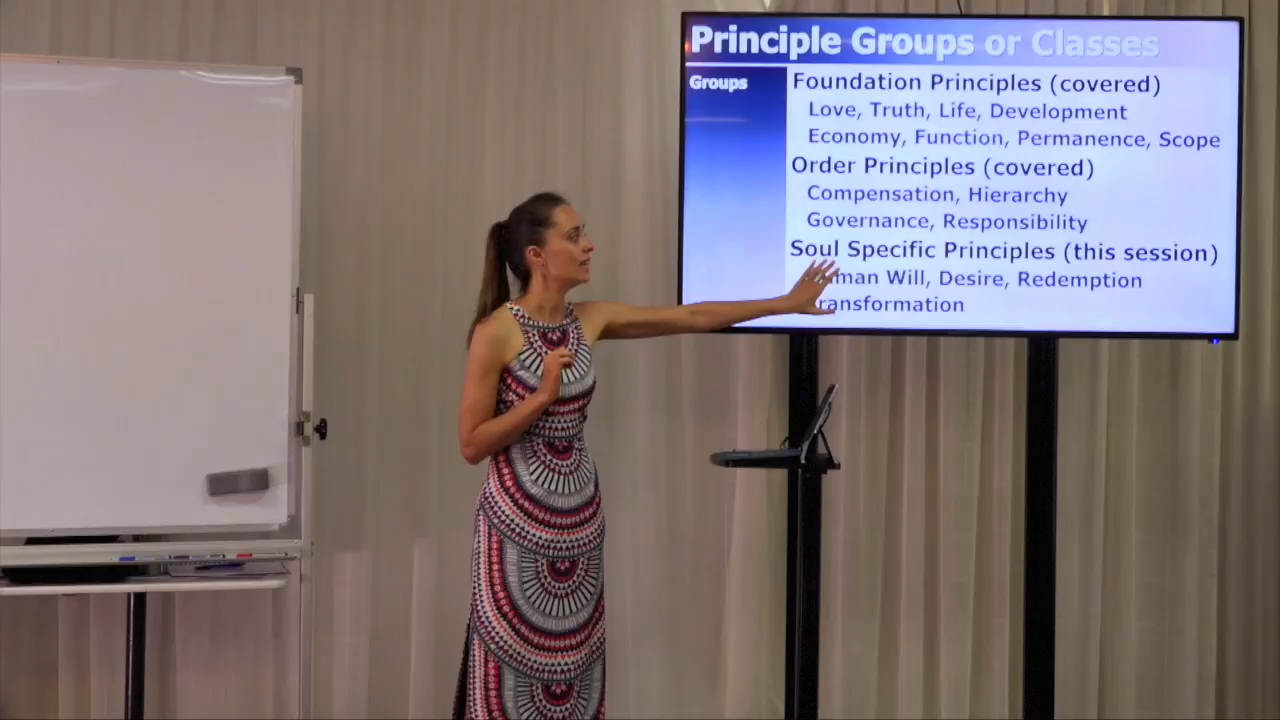 Principle Groups or Classes
Groups
Foundation Principles (covered)
Love, Truth, Life, Development
Economy, Function, Permanence, Scope
Order Principles (covered)
Compensation, Hierarchy
Governance, Responsibility
Soul Specific Principles (this session)
Will, Desire, Redemption